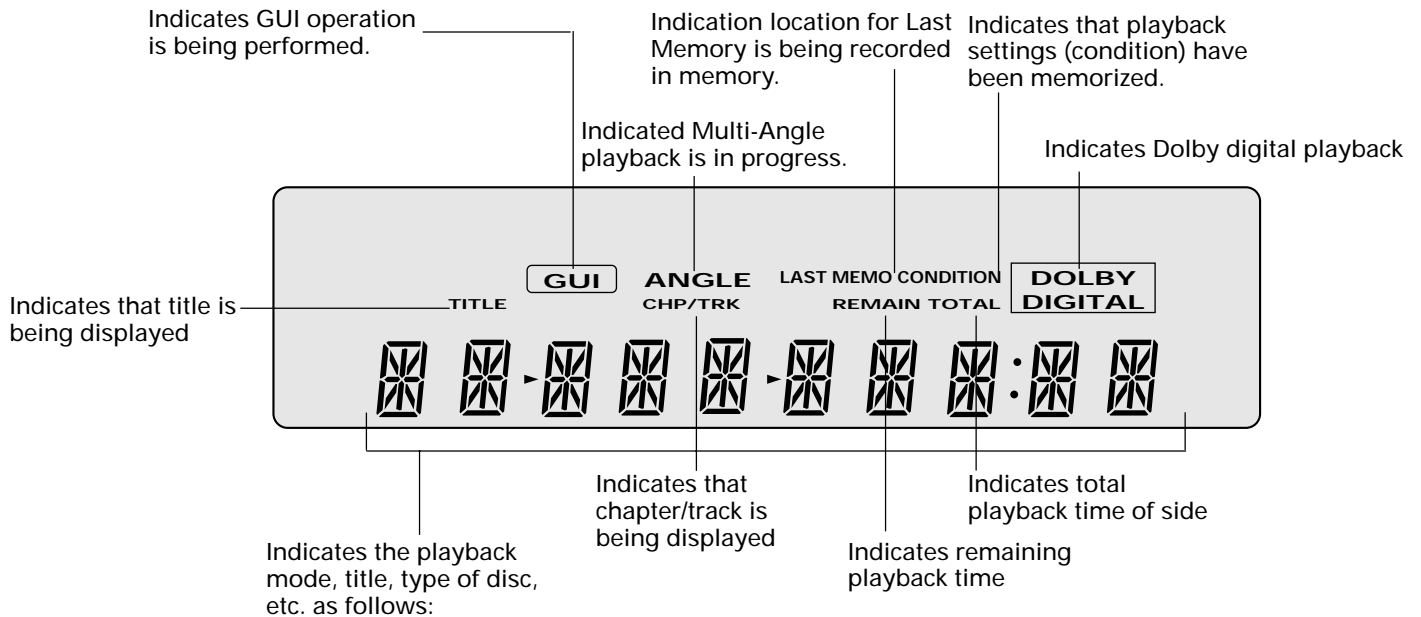 Indicates GUI operation
is being performed.
Indication location for Last
Memory is being recorded
in memory.
Indicates that playback
settings (condition) have
been memorized.
Indicated Multi-Angle
playback is in progress.
Indicates Dolby digital playback
GUI
ANGLE
LAST MEMO CONDITION
DOLBY
DIGITAL
Indicates that title is
being displayed
TITLE
CHP/TRK
REMAIN TOTAL
Indicates that
chapter/track is
being displayed
Indicates total
playback time of side
Indicates the playback
mode, title, type of disc,
etc. as follows:
Indicates remaining
playback time